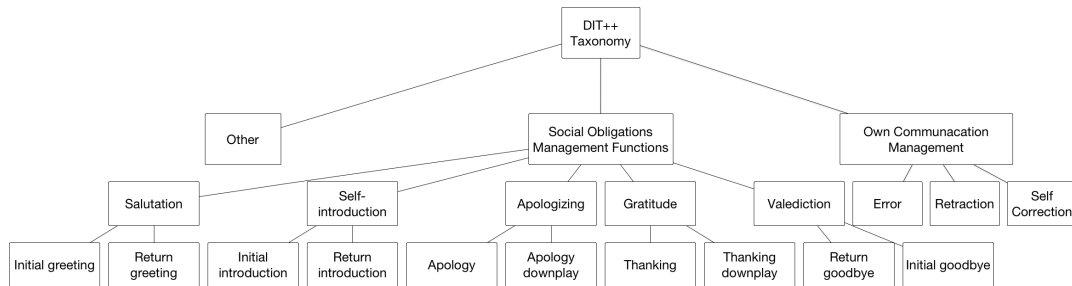 DIT++
Taxonomy
Other
Social Obligations
Management Functions
Own Communacation
Management
Salutation
Self-
introduction
Apologizing
Gratitude
Valediction
Error
Retraction
Self
Correction
Initial greeting
Return
greeting
Initial
introduction
Return
introduction
Apology
Apology
downplay
Thanking
Thanking
downplay
Return
goodbye
Initial goodbye